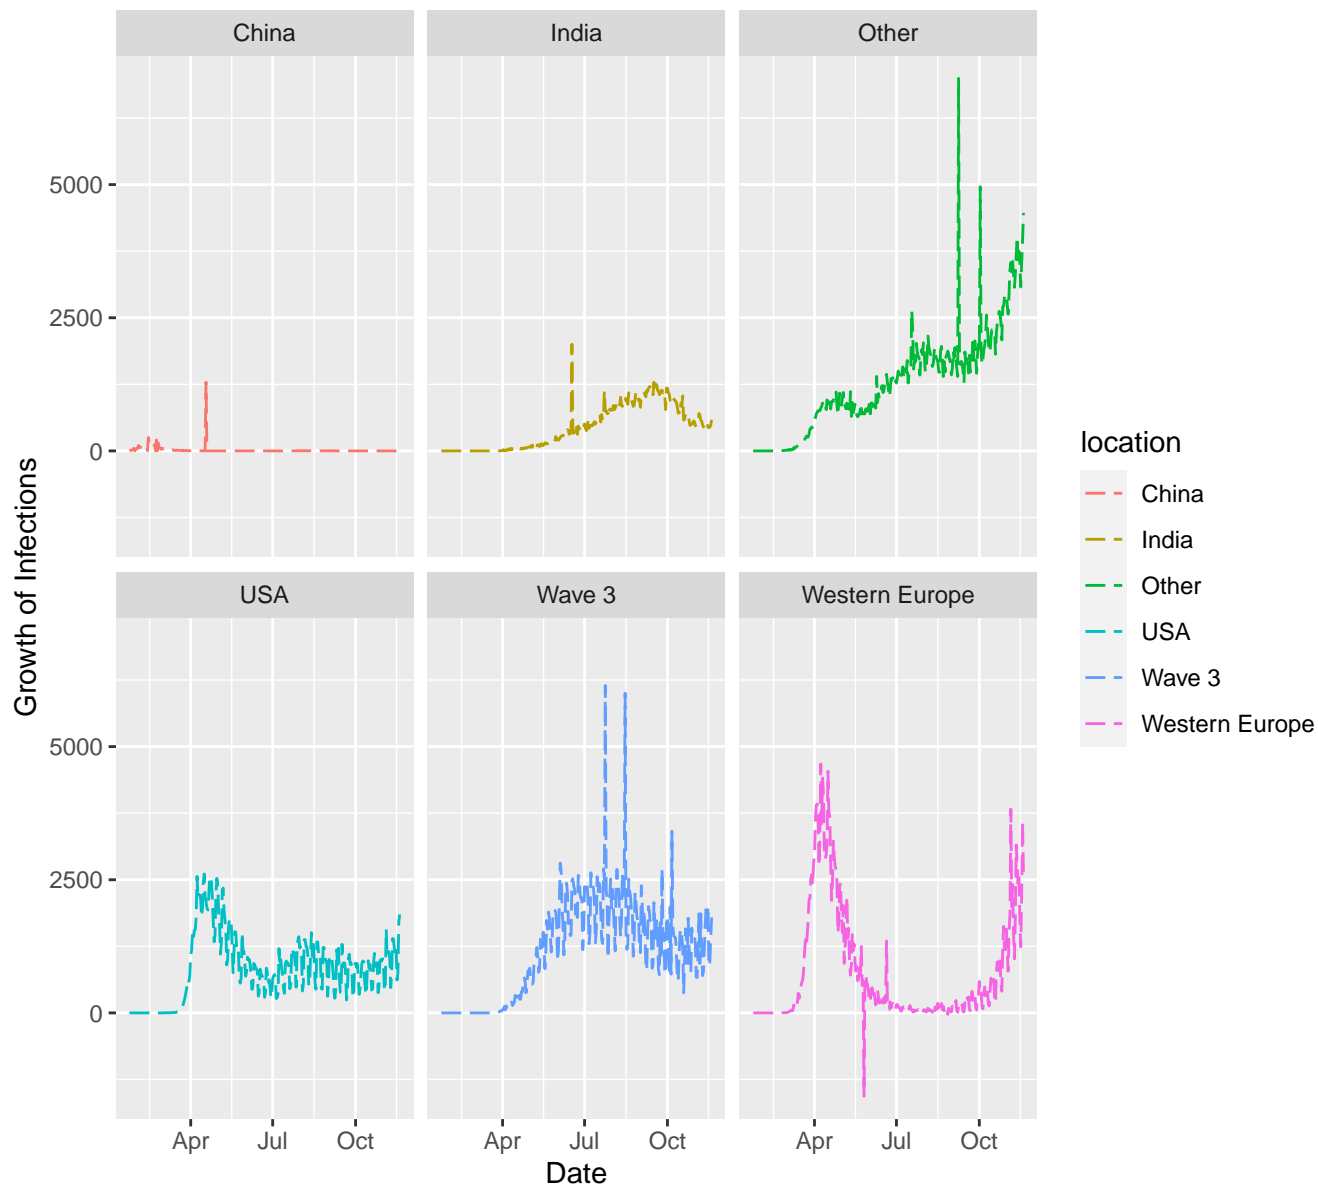 China
India
Other
5000
2500
0
USA
Wave 3
Western Europe
5000
2500
0
Apr
Jul
Oct
Apr
Jul
Oct
Apr
Jul
Oct
Date
Growth of Infections
location
China
India
Other
USA
Wave 3
Western Europe